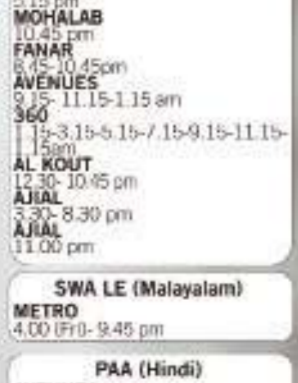 5.15 pm
MOHALAB
10.45 pm
FANAR
8.45-10.45pm
AVENUES
9.15- 11.15-1.15 am
360
1.15-3.15-5.15-7.15-9.15-11.15-
1.15am
AL KOUT
12.30- 10.45 pm
AJIAL
3.30- 8.30 pm
AJIAL
11.00 pm
SWA LE (Malayalam)
METRO
4.00 (Fri)- 9.45 pm
PAA (Hindi)